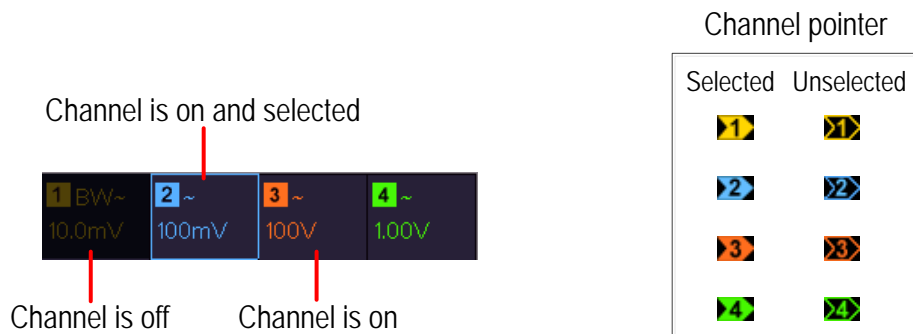 Channel pointer
Selected Unselected
Channel is on and selected
1 1
1 BW~ 2 ~ 3 ~ 4 ~
10.0mV 100mV 100V 1.00V
2 2
3 3
Channel is off Channel is on
4 4